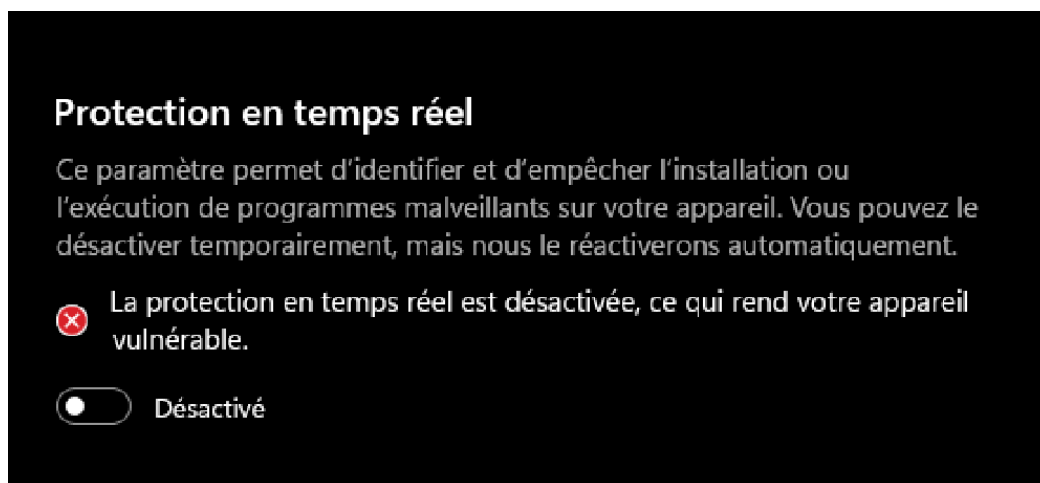 Protection en temps réel
Ce paramètre permet d'identifier et d'empêcher l'installation ou
l'exécution de programmes malveillants sur votre appareil. Vous pouvez le
désactiver temporairement, mais nous le réactiverons automatiquement.
La protection en temps réel est désactivée, ce qui rend votre appareil
vulnérable.
Désactivé